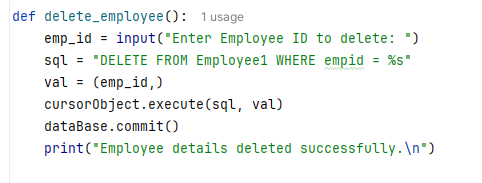 def delete_employee():  1 usage
    emp_id = input("Enter Employee ID to delete: ")
    sql = "DELETE FROM Employee1 WHERE empid = %s"
    val = (emp_id,)
    cursorObject.execute(sql, val)
    dataBase.commit()
    print("Employee details deleted successfully.\n")